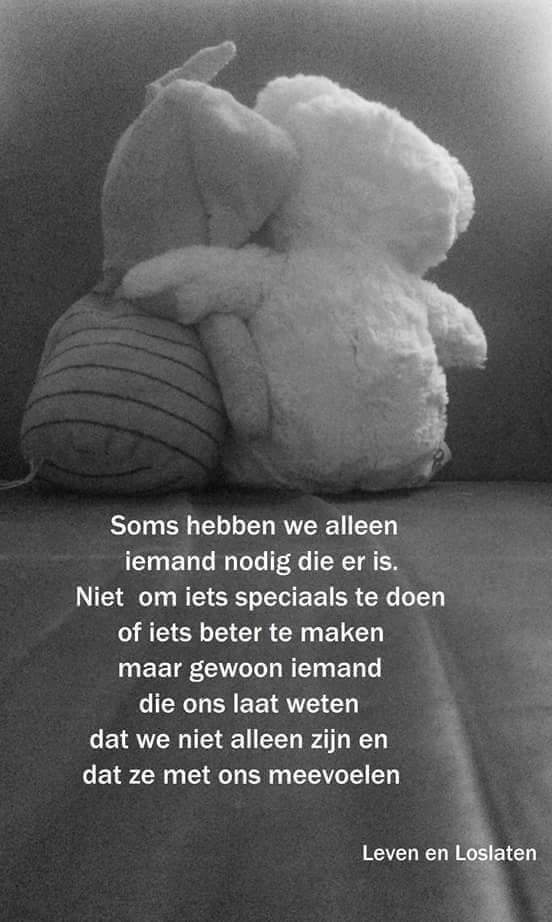 Soms hebben we alleen
iemand nodig die er is.
Niet om iets speciaals te doen
of iets beter te maken
maar gewoon iemand
die ons laat weten
dat we niet alleen zijn en
dat ze met ons meevoelen
Leven en Loslaten